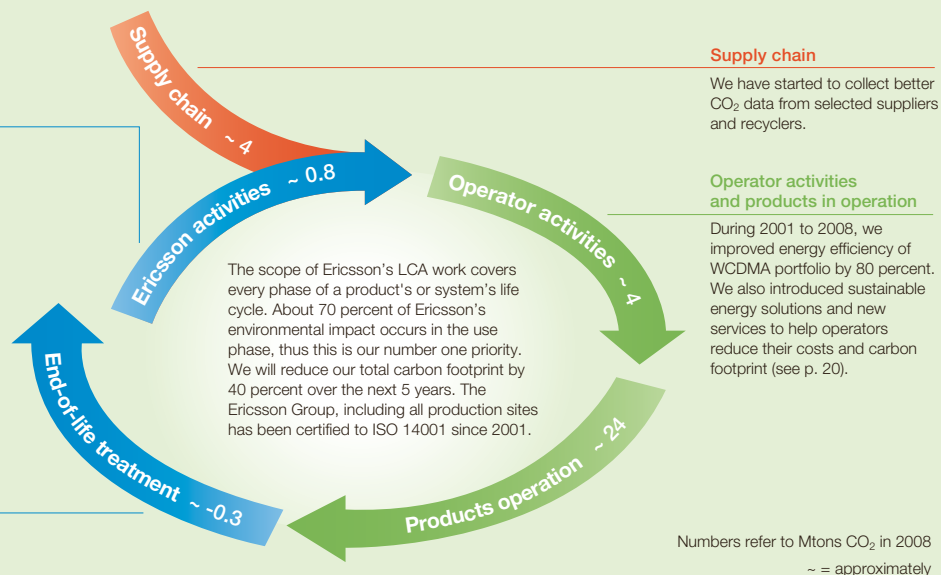 Supply chain ~ 4
Ericsson activities ~ 0.8
Operator activities ~ 4
Products operation ~ 24
End-of-life treatment ~ -0.3
The scope of Ericsson’s LCA work covers
every phase of a product's or system’s life
cycle. About 70 percent of Ericsson’s
environmental impact occurs in the use
phase, thus this is our number one priority.
We will reduce our total carbon footprint by
40 percent over the next 5 years. The
Ericsson Group, including all production sites
has been certified to ISO 14001 since 2001.
Supply chain
We have started to collect better
CO₂ data from selected suppliers
and recyclers.
Operator activities
and products in operation
During 2001 to 2008, we
improved energy efficiency of
WCDMA portfolio by 80 percent.
We also introduced sustainable
energy solutions and new
services to help operators
reduce their costs and carbon
footprint (see p. 20).
Numbers refer to Mtons CO₂ in 2008
~ = approximately